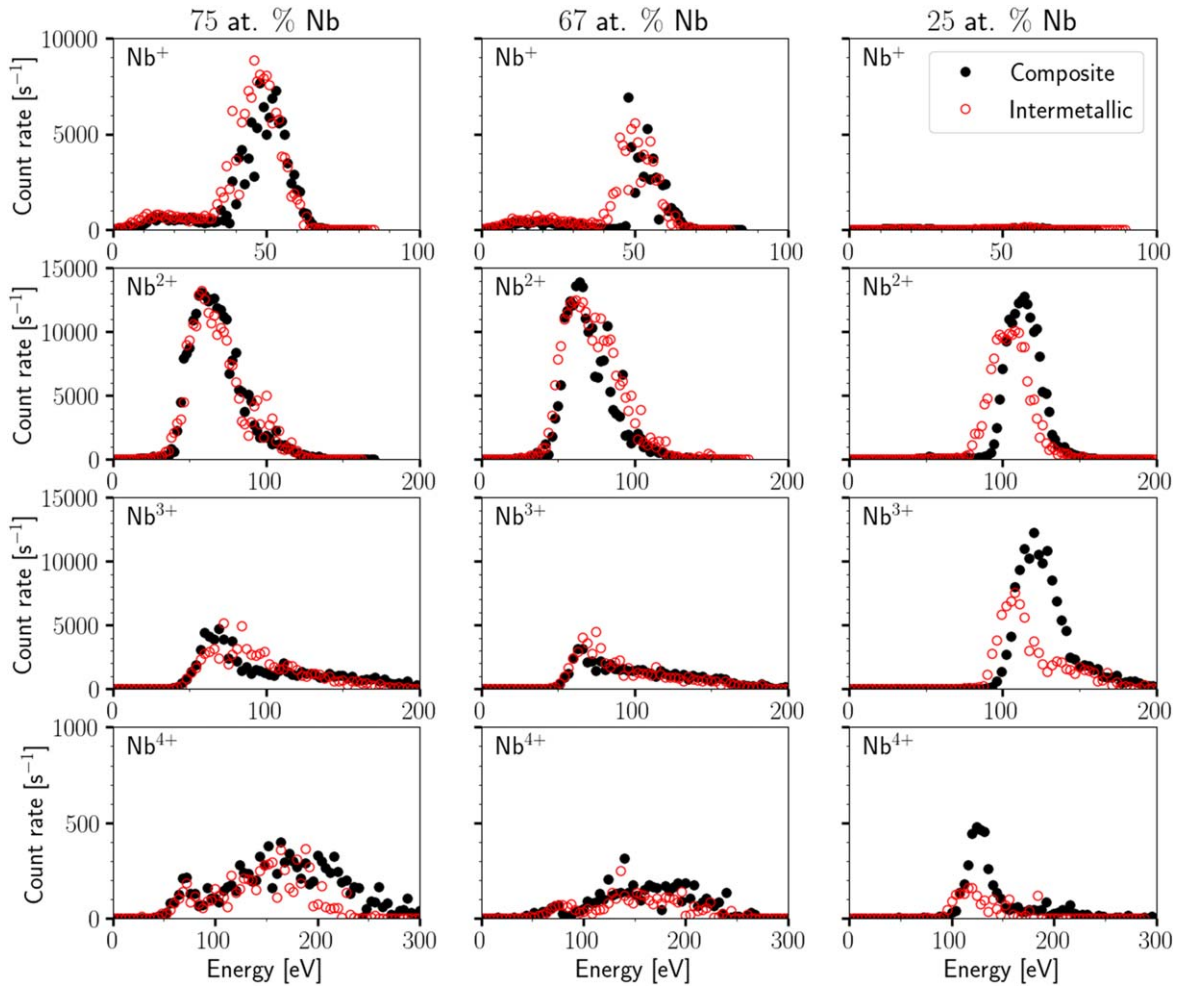 75 at. % Nb 67 at. % Nb 25 at. % Nb
10000 Nb+ Nb+ Nb+ Composite
Intermetallic
5000
0
Count rate [s−1]
0 50 100 0 50 100 0 50 100
15000 Nb2+ Nb2+ Nb2+
10000
5000
0
Count rate [s−1]
0 100 200 0 100 200 0 100 200
15000 Nb3+ Nb3+ Nb3+
10000
5000
0
Count rate [s−1]
0 100 200 0 100 200 0 100 200
1000 Nb4+ Nb4+ Nb4+
500
0
Count rate [s−1]
0 100 200 300 0 100 200 300 0 100 200 300
Energy [eV] Energy [eV] Energy [eV]